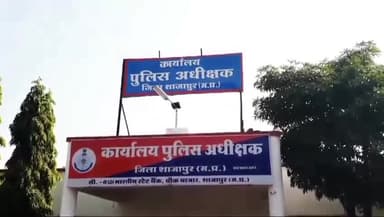 कार्यालय
पुलिस अधीक्षक
जिला शाजापुर (म.प्र.)
कार्यालय पुलिस अधीक्षक
जिला शाजापुर (म.प्र.)
स्टेट बैंक, चौक बाजार, शाजापुर (म.प्र.)